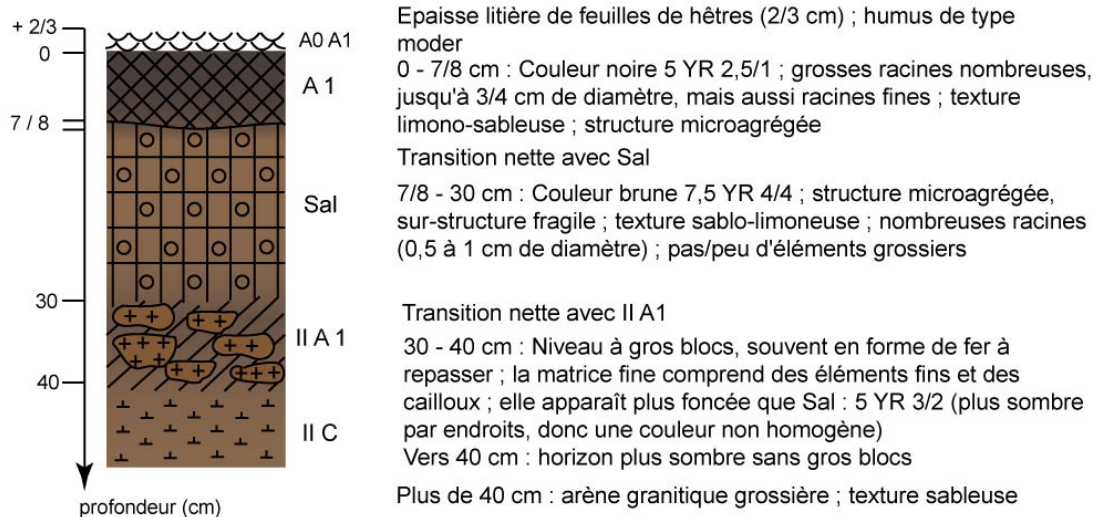 + 2/3
0
7 / 8
30
40
profondeur (cm)
A0 A1
A 1
Sal
II A 1
II C
Epaisse litière de feuilles de hêtres (2/3 cm) ; humus de type
moder
0 - 7/8 cm : Couleur noire 5 YR 2,5/1 ; grosses racines nombreuses,
jusqu'à 3/4 cm de diamètre, mais aussi racines fines ; texture
limono-sableuse ; structure microagrégée
Transition nette avec Sal
7/8 - 30 cm : Couleur brune 7,5 YR 4/4 ; structure microagrégée,
sur-structure fragile ; texture sablo-limoneuse ; nombreuses racines
(0,5 à 1 cm de diamètre) ; pas/peu d'éléments grossiers
Transition nette avec II A1
30 - 40 cm : Niveau à gros blocs, souvent en forme de fer à
repasser ; la matrice fine comprend des éléments fins et des
cailloux ; elle apparaît plus foncée que Sal : 5 YR 3/2 (plus sombre
par endroits, donc une couleur non homogène)
Vers 40 cm : horizon plus sombre sans gros blocs
Plus de 40 cm : arène granitique grossière ; texture sableuse